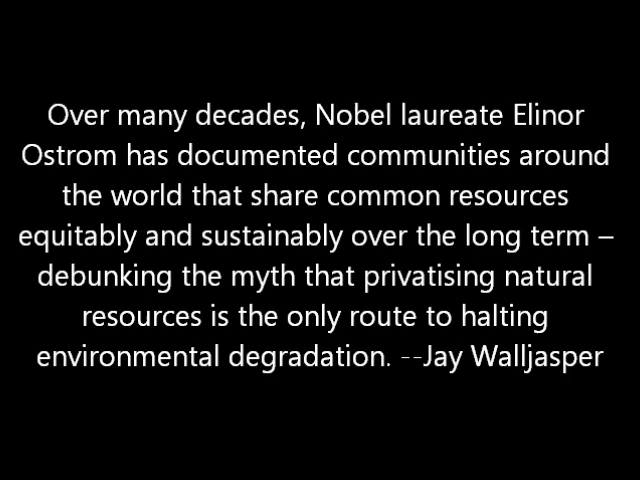 Over many decades, Nobel laureate Elinor
Ostrom has documented communities around
the world that share common resources
equitably and sustainably over the long term –
debunking the myth that privatising natural
resources is the only route to halting
environmental degradation. --Jay Walljasper